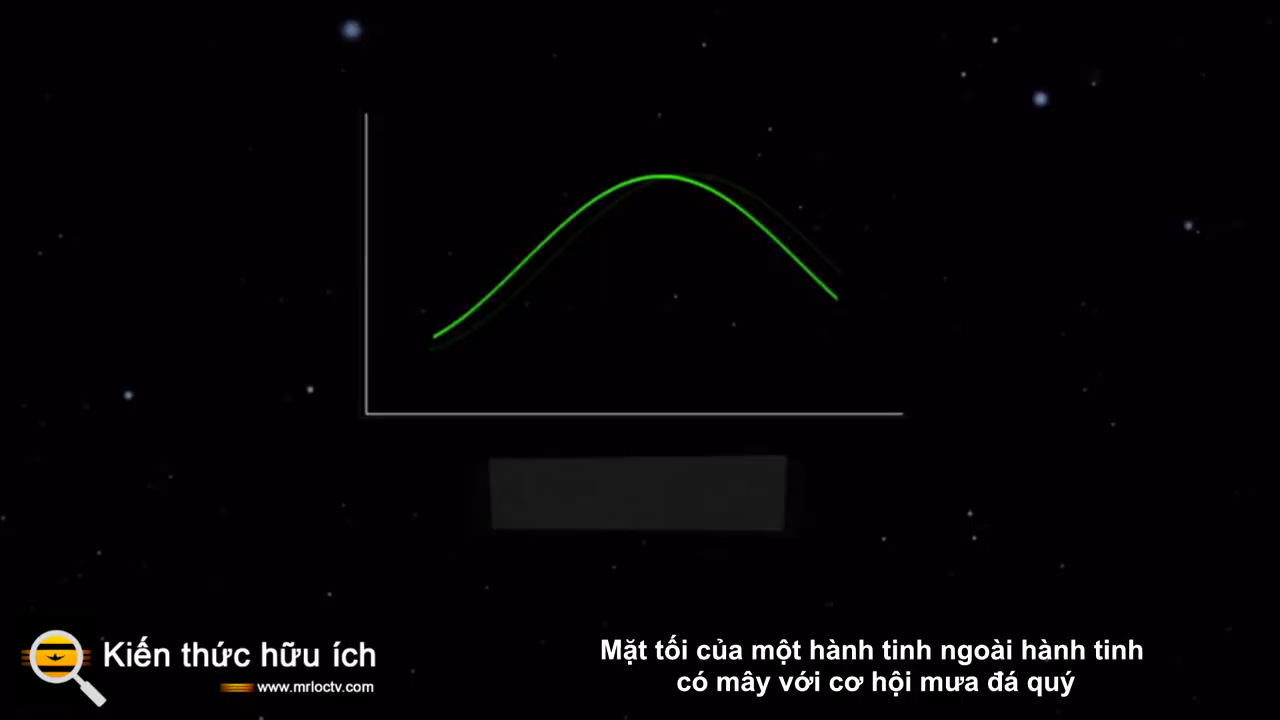 Kiến thức hữu ích
www.mrloctv.com
Mặt tối của một hành tinh ngoài hành tinh
có mây với cơ hội mưa đá quý